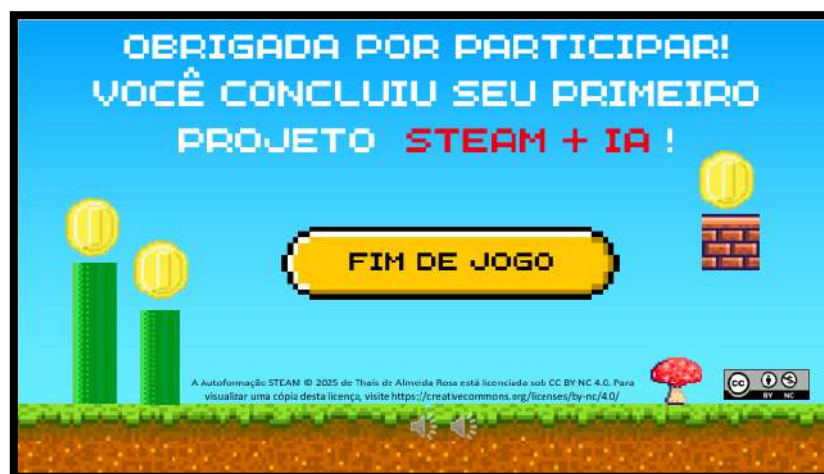 OBRIGADA POR PARTICIPAR!
VOCÊ CONCLUIU SEU PRIMEIRO
PROJETO STEAM + IA !
FIM DE JOGO
A Autoformação STEAM © 2025 de Thaís de Almeida Rosa está licenciada sob CC BY-NC 4.0. Para
visualizar uma cópia desta licença, visite https://creativecommons.org/licenses/by-nc/4.0/
cc
BY NC